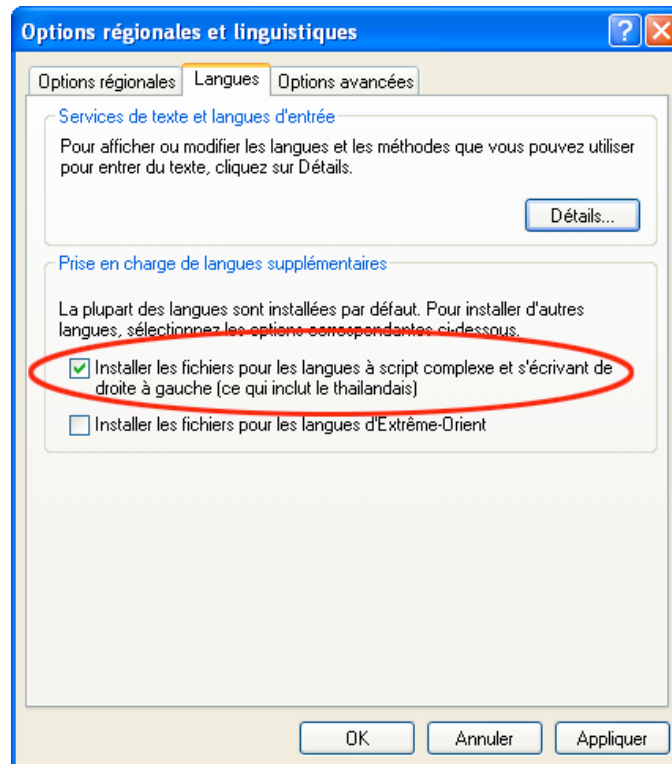 Options régionales et linguistiques
Options régionales Langues Options avancées
Services de texte et langues d'entrée
Pour afficher ou modifier les langues et les méthodes que vous pouvez utiliser
pour entrer du texte, cliquez sur Détails.
Détails...
Prise en charge de langues supplémentaires
La plupart des langues sont installées par défaut. Pour installer d'autres
langues, sélectionnez les options correspondantes ci-dessous.
Installer les fichiers pour les langues à script complexe et s'écrivant de
droite à gauche (ce qui inclut le thaïlandais)
Installer les fichiers pour les langues d'Extrême-Orient
OK Annuler Appliquer